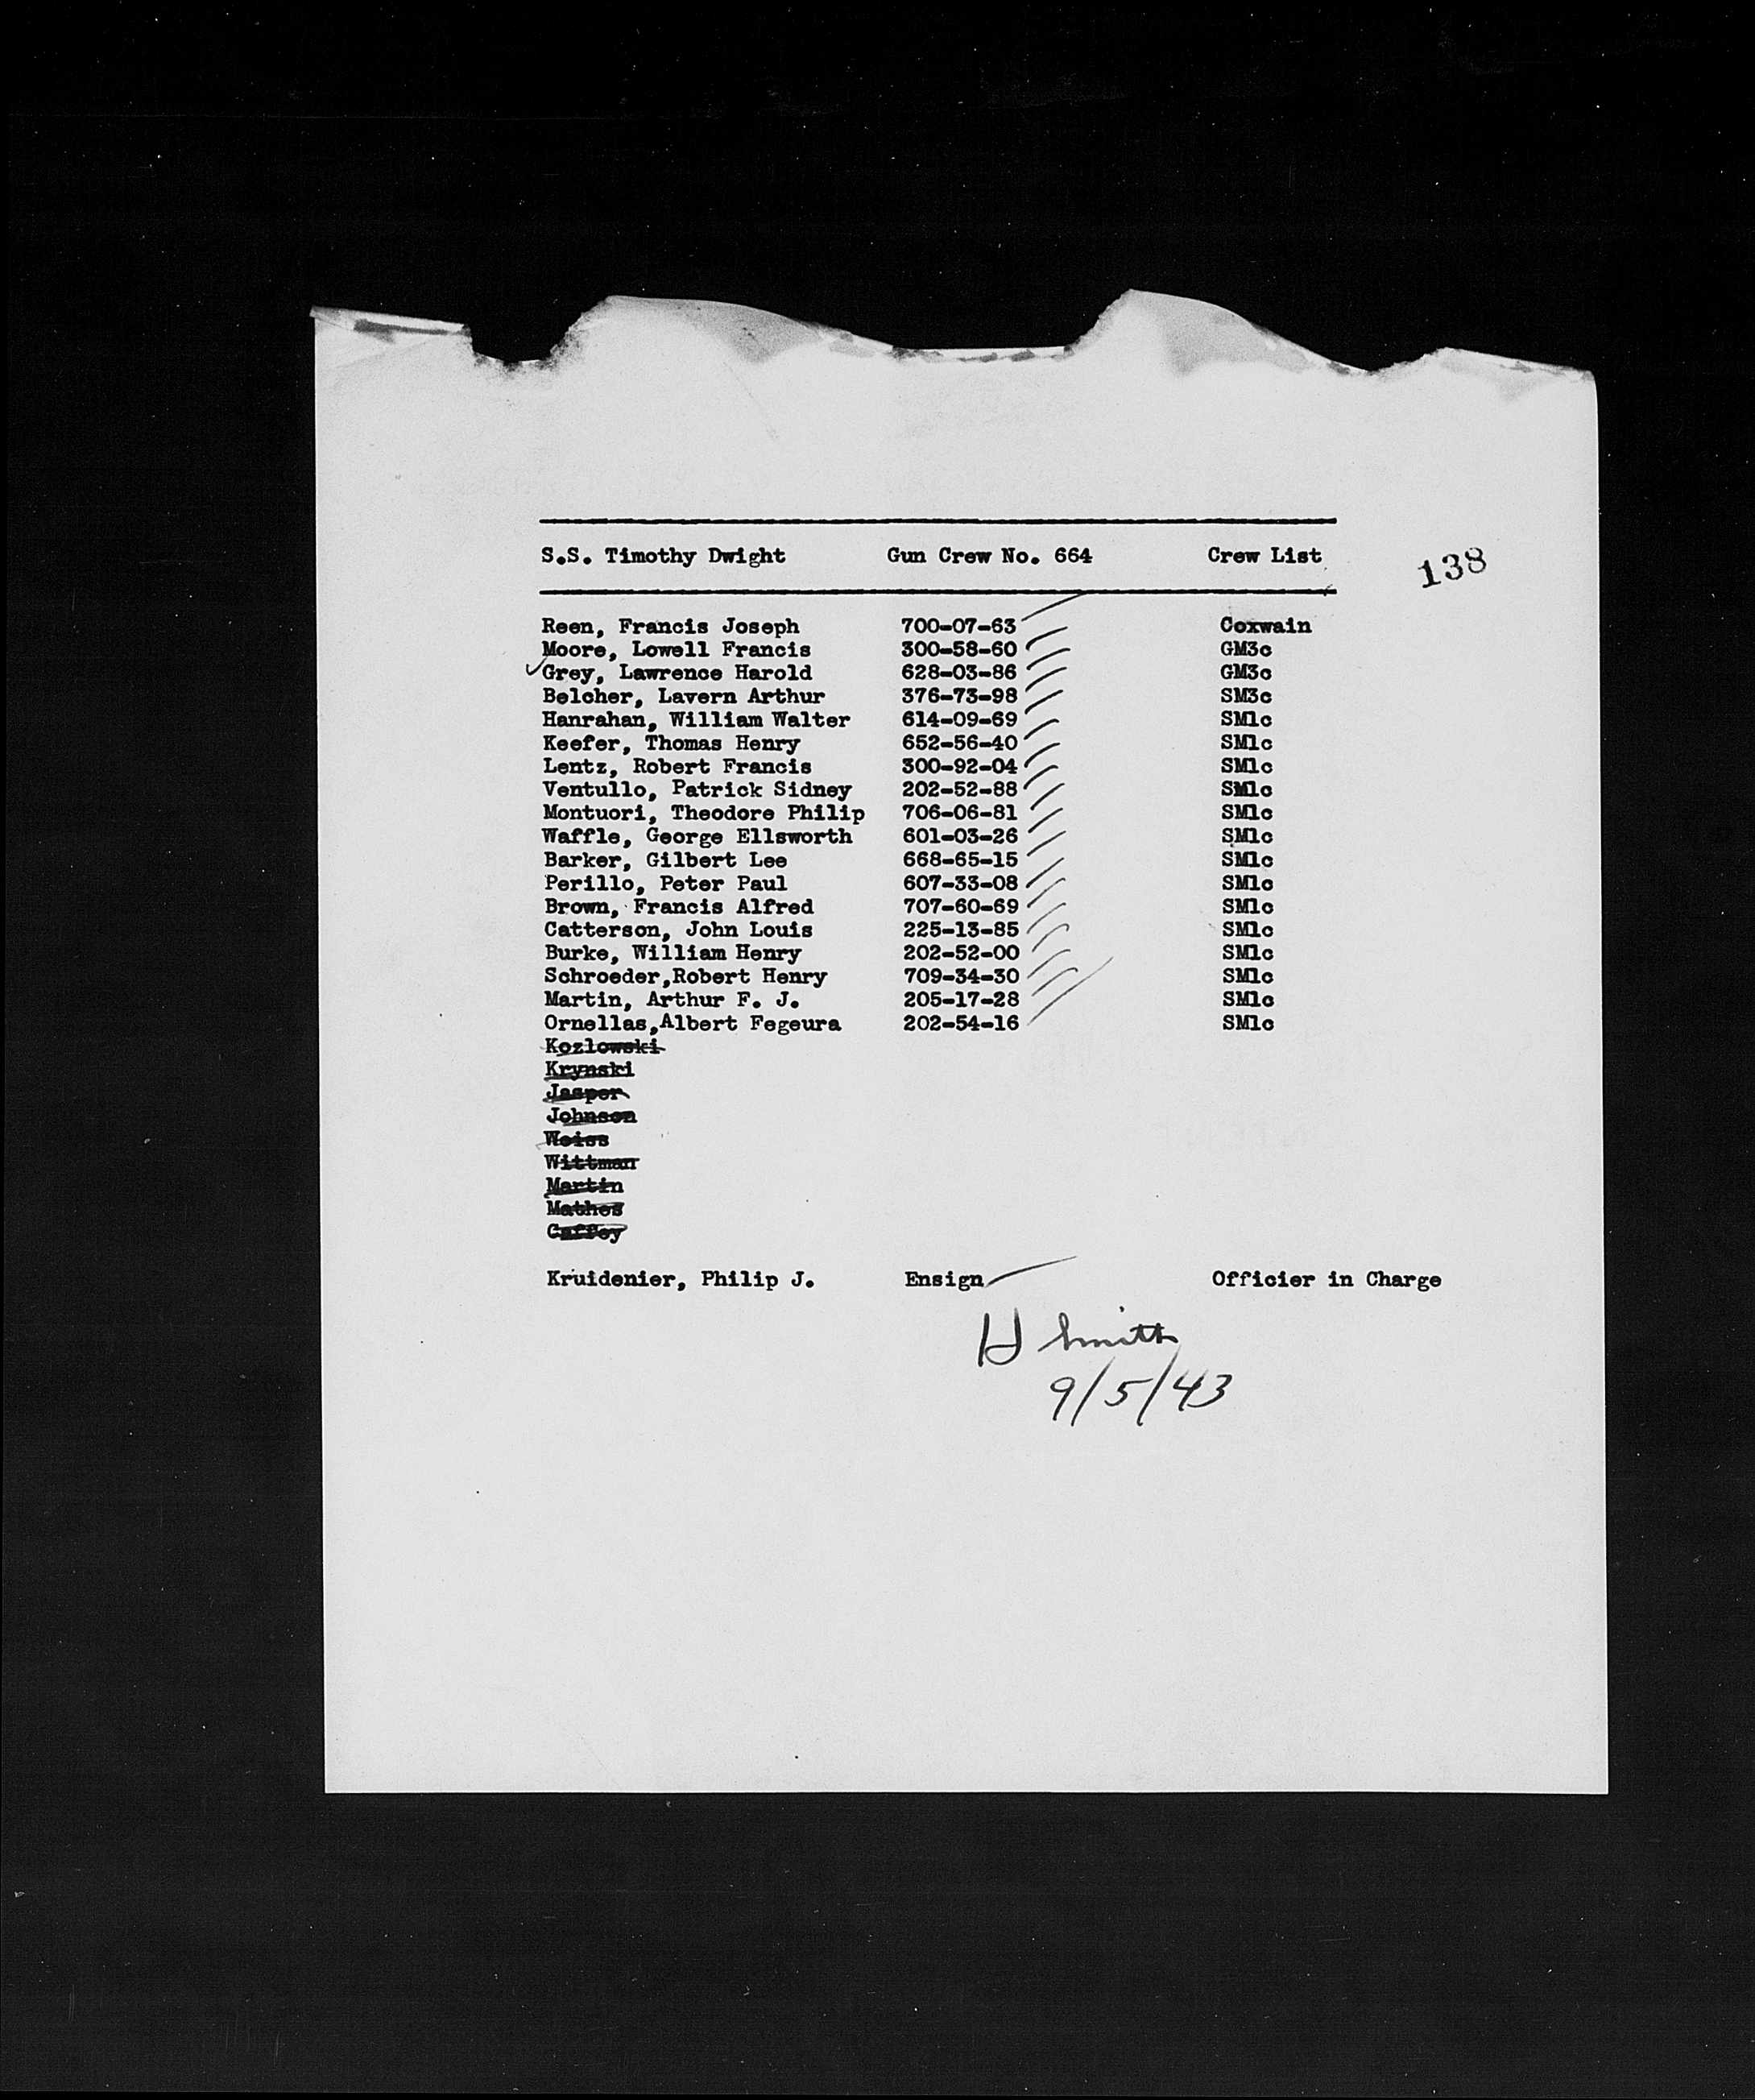 S.S. Timothy Dwight Gun Crew No. 664 Crew List 138
Reen, Francis Joseph 700-07-63 Coxwain
Moore, Lowell Francis 300-58-60 GM3c
Grey, Lawrence Harold 628-03-86 GM3c
Belcher, Lavern Arthur 376-73-98 SM3c
Hanrahan, William Walter 614-09-69 SM1c
Keefer, Thomas Henry 652-56-40 SM1c
Lentz, Robert Francis 300-92-04 SM1c
Ventullo, Patrick Sidney 202-52-88 SM1c
Montuori, Theodore Philip 706-06-81 SM1c
Waffle, George Ellsworth 601-03-26 SM1c
Barker, Gilbert Lee 668-65-15 SM1c
Perillo, Peter Paul 607-33-08 SM1c
Brown, Francis Alfred 707-60-69 SM1c
Catterson, John Louis 225-13-85 SM1c
Burke, William Henry 202-52-00 SM1c
Schroeder,Robert Henry 709-34-30 SM1c
Martin, Arthur F. J. 205-17-28 SM1c
Ornellas,Albert Fegeura 202-54-16 SM1c
Kozlowski
Krynski
Jasper
Johnson
Weiss
Wittman
Martin
Mathes
Caffey
Kruidenier, Philip J. Ensign Officier in Charge
H Smith
9/5/43